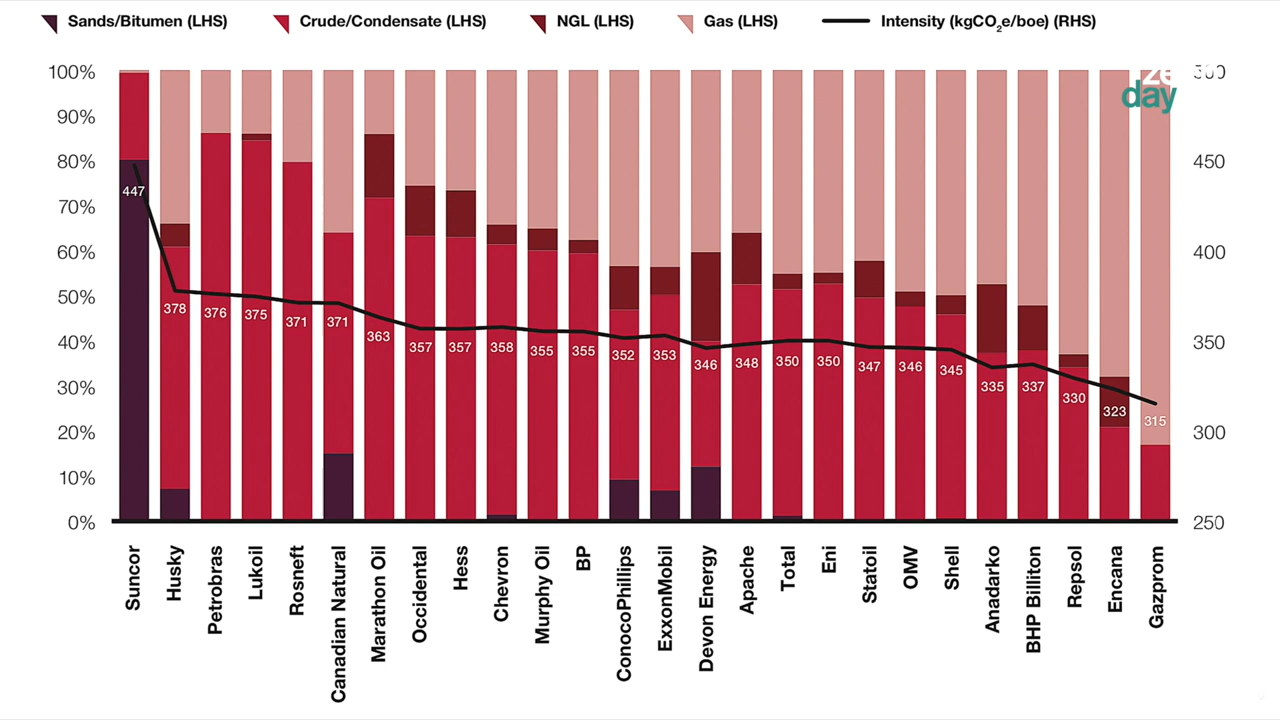 Sands/Bitumen (LHS) Crude/Condensate (LHS) NGL (LHS) Gas (LHS) Intensity (kgCO₂e/boe) (RHS)
100%
90%
80%
70%
60%
50%
40%
30%
20%
10%
0%
447 378 376 375 371 371 363 357 357 358 355 355 352 353 346 348 350 350 347 346 345 335 337 330 323 315
day
450
400
350
300
250
Suncor
Husky
Petrobras
Lukoil
Rosneft
Canadian Natural
Marathon Oil
Occidental
Hess
Chevron
Murphy Oil
BP
ConocoPhillips
ExxonMobil
Devon Energy
Apache
Total
Eni
Statoil
OMV
Shell
Anadarko
BHP Billiton
Repsol
Encana
Gazprom